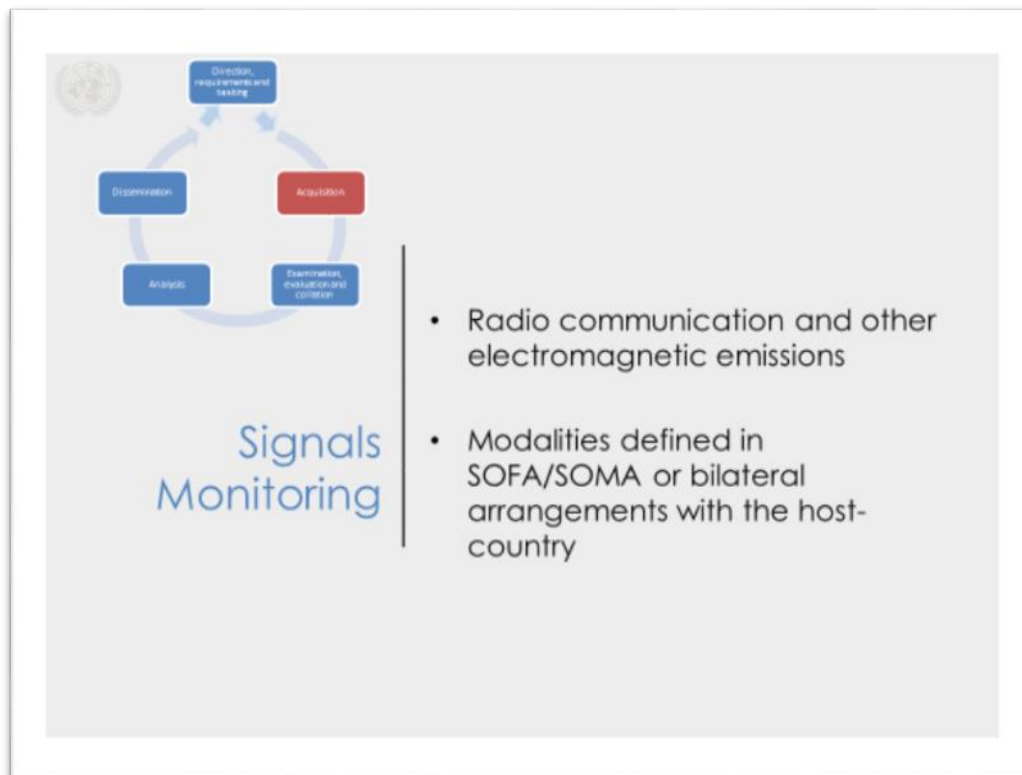 Direction,
requirements and
tasking
Dissemination
Acquisition
Analysis
Examination,
evaluation and
collation
Signals
Monitoring
• Radio communication and other
electromagnetic emissions
• Modalities defined in
SOFA/SOMA or bilateral
arrangements with the host-
country